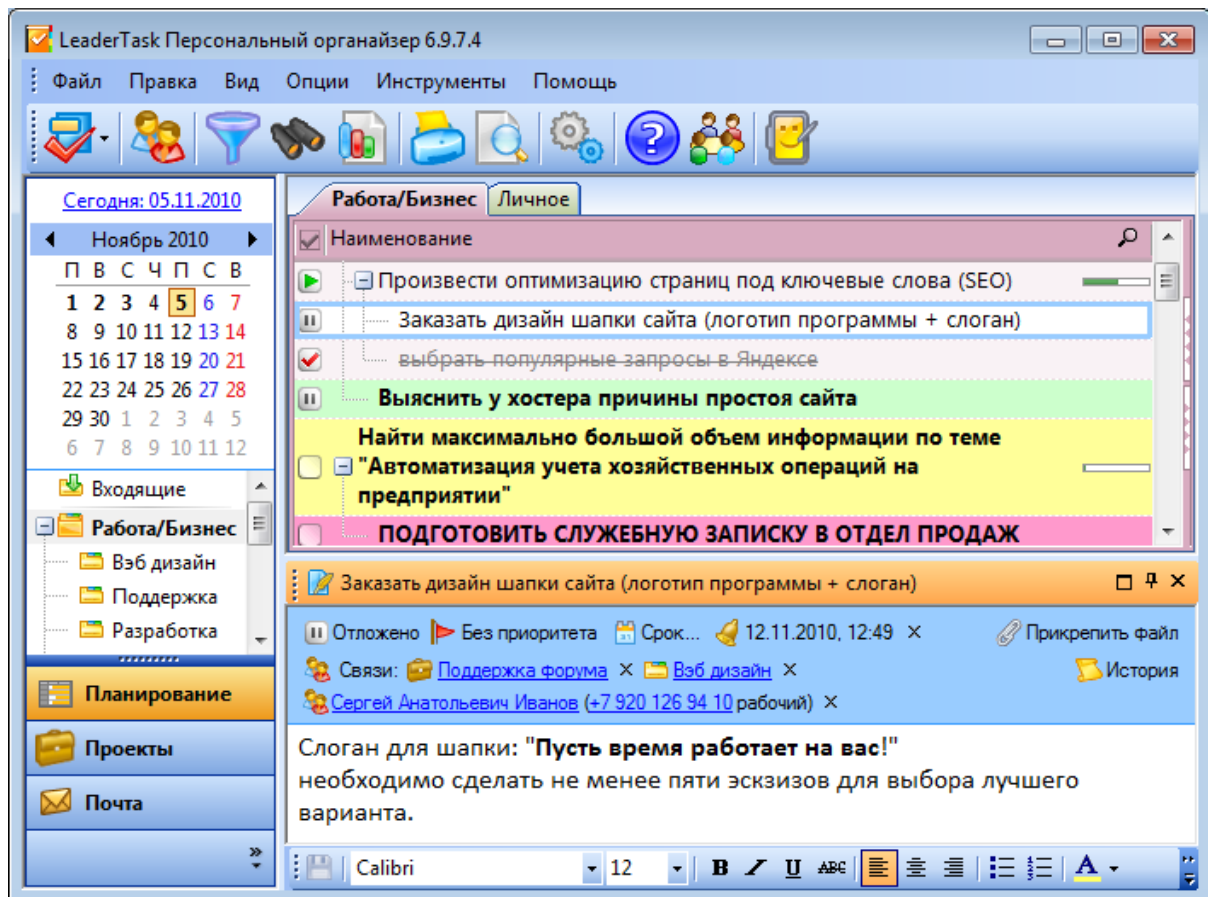 LeaderTask Персональный органайзер 6.9.7.4
Файл Правка Вид Опции Инструменты Помощь
Сегодня: 05.11.2010
Ноябрь 2010
П В С Ч П С В
1 2 3 4 5 6 7
8 9 10 11 12 13 14
15 16 17 18 19 20 21
22 23 24 25 26 27 28
29 30 1 2 3 4 5
6 7 8 9 10 11 12
Входящие
Работа/Бизнес
Вэб дизайн
Поддержка
Разработка
Планирование
Проекты
Почта
Работа/Бизнес Личное
Наименование
Произвести оптимизацию страниц под ключевые слова (SEO)
Заказать дизайн шапки сайта (логотип программы + слоган)
выбрать популярные запросы в Яндексе
Выяснить у хостера причины простоя сайта
Найти максимально большой объем информации по теме
"Автоматизация учета хозяйственных операций на
предприятии"
ПОДГОТОВИТЬ СЛУЖЕБНУЮ ЗАПИСКУ В ОТДЕЛ ПРОДАЖ
Заказать дизайн шапки сайта (логотип программы + слоган)
Отложено Без приоритета Срок... 12.11.2010, 12:49 Прикрепить файл
Связи: Поддержка форума Вэб дизайн История
Сергей Анатольевич Иванов (+7 920 126 94 10 рабочий)
Слоган для шапки: "Пусть время работает на вас!"
необходимо сделать не менее пяти эскзизов для выбора лучшего
варианта.
Calibri 12 B I U ABC A